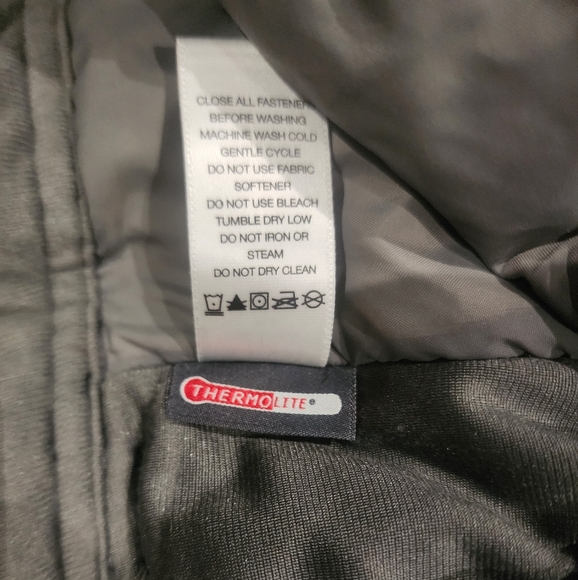 CLOSE ALL FASTENERS
BEFORE WASHING
MACHINE WASH COLD
GENTLE CYCLE
DO NOT USE FABRIC
SOFTENER
DO NOT USE BLEACH
TUMBLE DRY LOW
DO NOT IRON OR
STEAM
DO NOT DRY CLEAN
THERMOLITE®